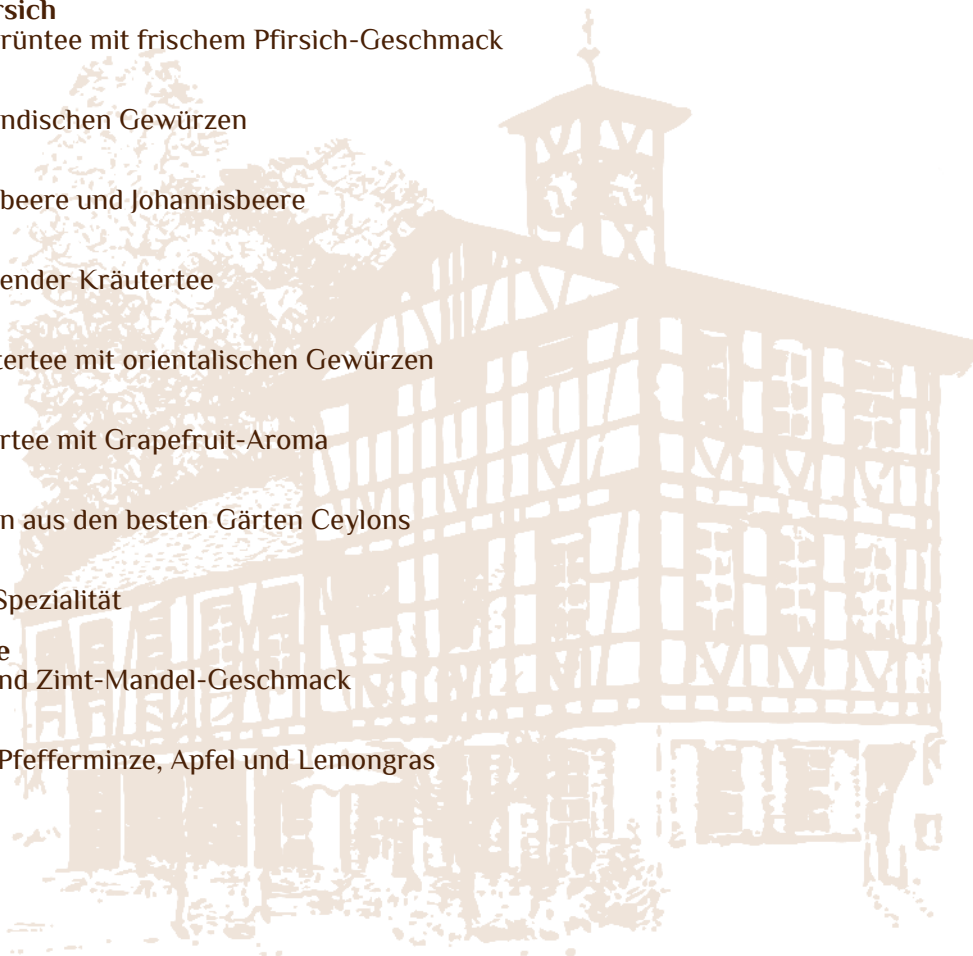 rsich
rüntee mit frischem Pfirsich-Geschmack
ndischen Gewürzen
beere und Johannisbeere
ender Kräutertee
tertee mit orientalischen Gewürzen
rtee mit Grapefruit-Aroma
n aus den besten Gärten Ceylons
Spezialität
e
nd Zimt-Mandel-Geschmack
Pfefferminze, Apfel und Lemongras